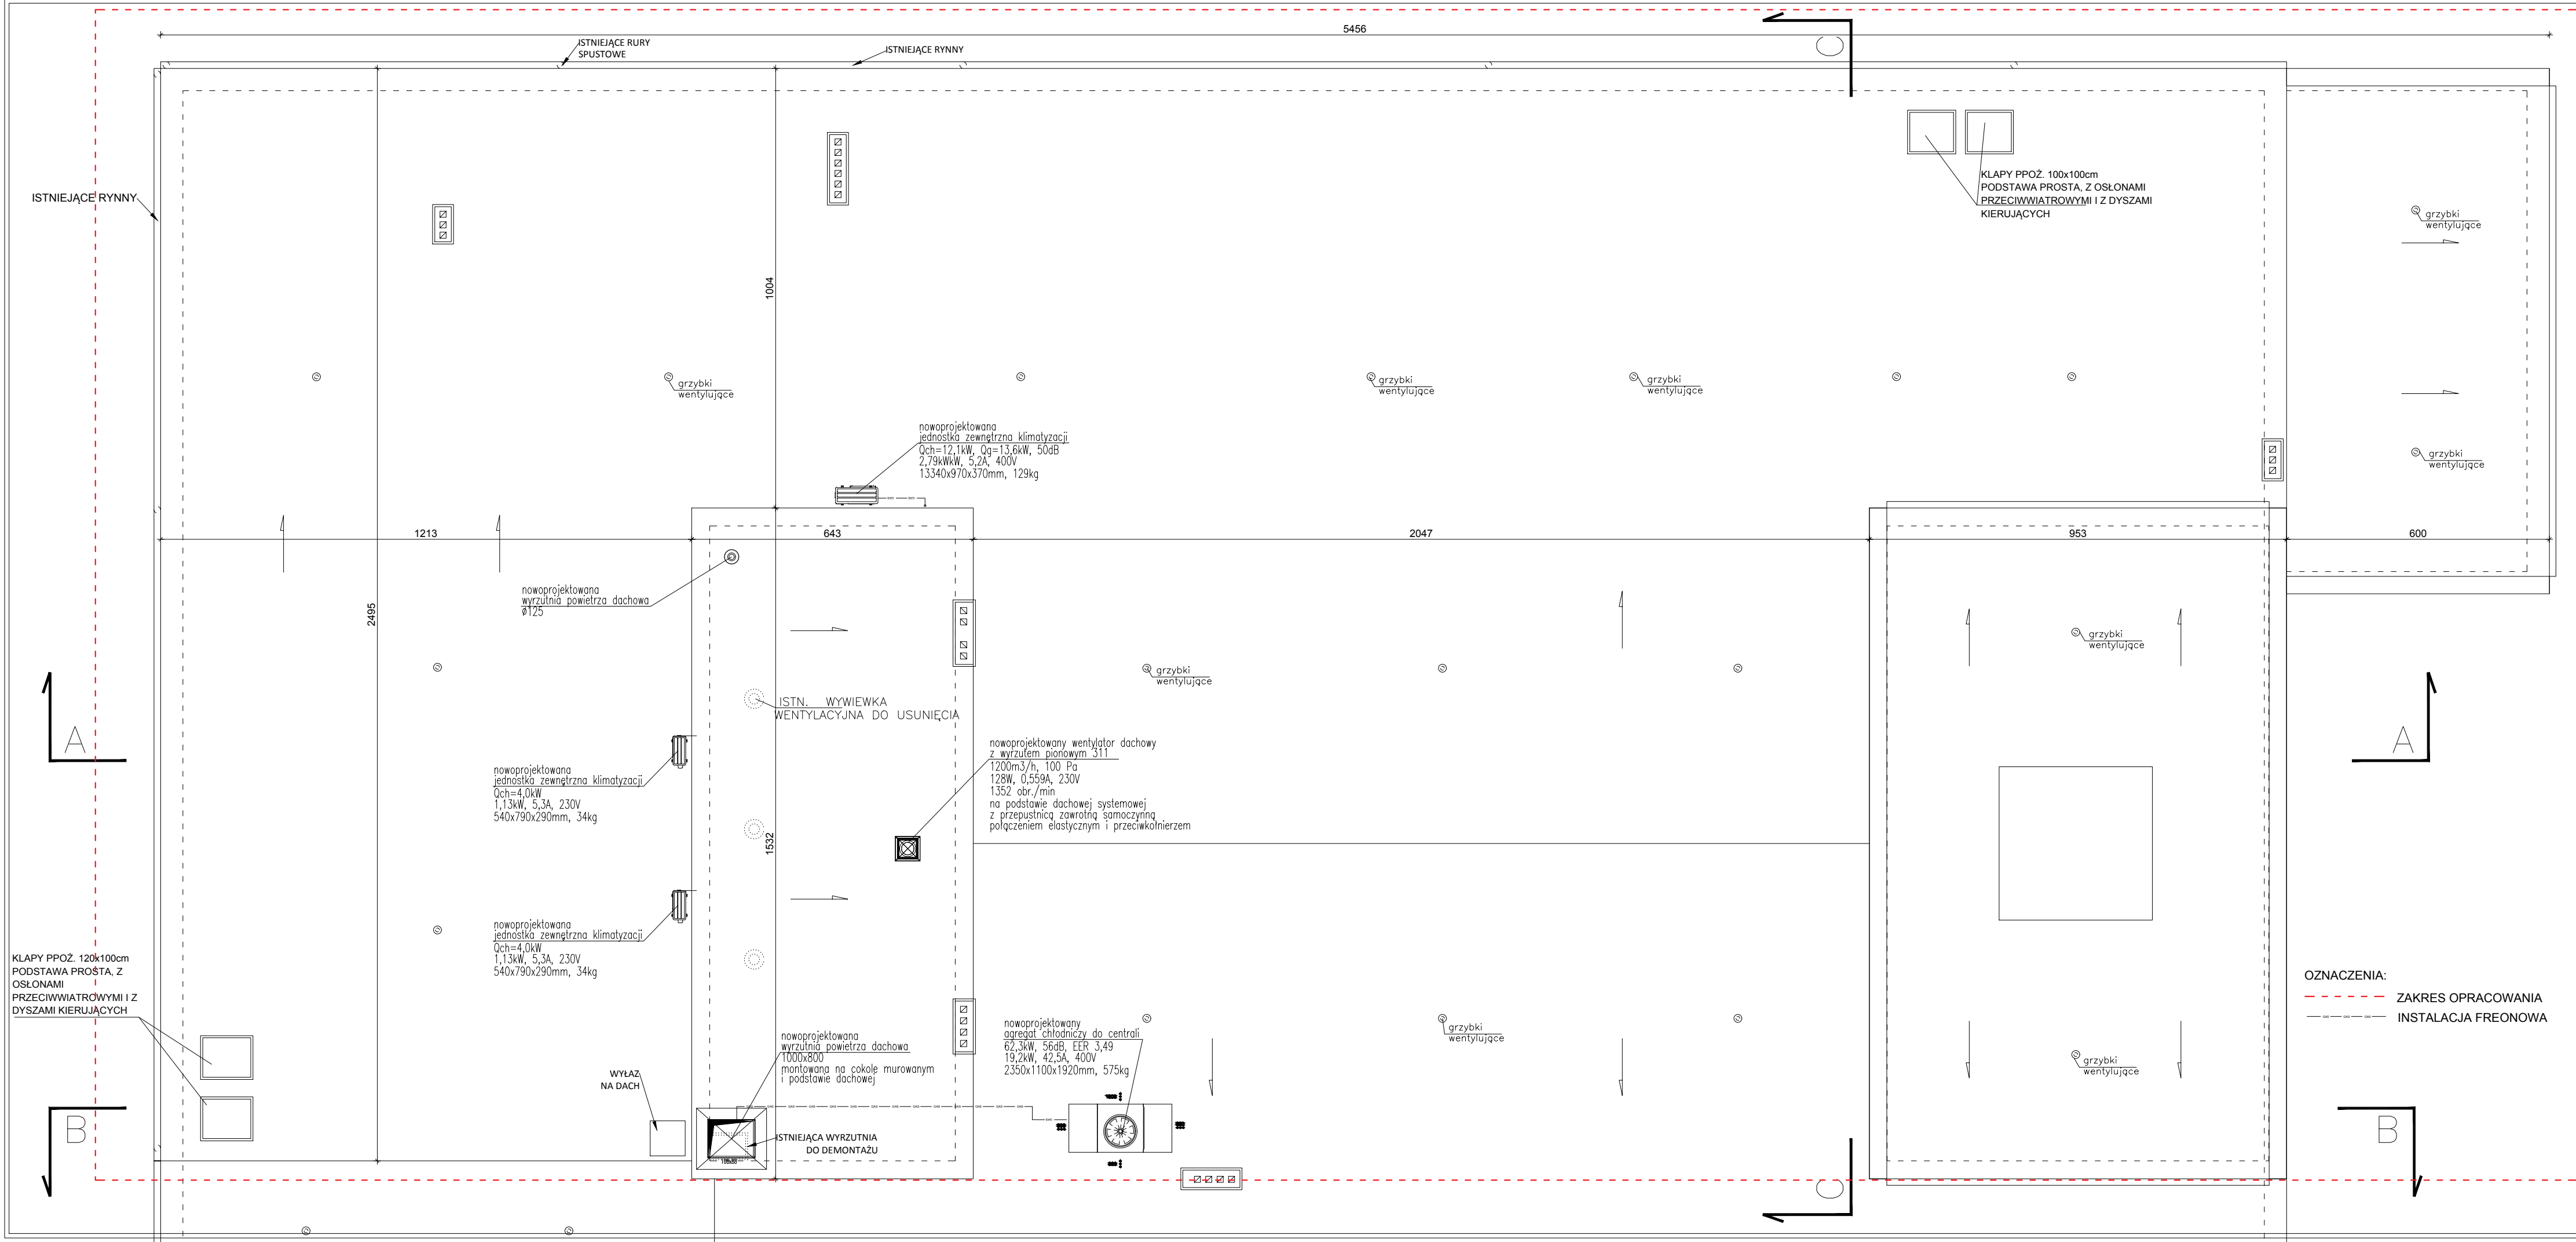 5456
ISTNIEJĄCE RURY
SPUSTOWE
ISTNIEJĄCE RYNNY
ISTNIEJĄCE RYNNY
KLAPY PPOŻ. 100x100cm
PODSTAWA PROSTA, Z OSŁONAMI
PRZECIWWIATROWYMI I Z DYSZAMI
KIERUJĄCYCH
grzybki
wentylujące
1004
grzybki
wentylujące
grzybki
wentylujące
grzybki
wentylujące
nowoprojektowana
jednostka zewnętrzna klimatyzacji
Qch=12,1kW, Qg=13,6kW, 50dB
2,79kWkW, 5,2A, 400V
13340x970x370mm, 129kg
grzybki
wentylujące
1213
643
2047
953
600
nowoprojektowana
wyrzutnia powietrza dachowa
ø125
2495
grzybki
wentylujące
grzybki
wentylujące
ISTN. WYWIEWKA
WENTYLACYJNA DO USUNIĘCIA
A
A
nowoprojektowany wentylator dachowy
z wyrzutem pionowym 311
1200m3/h, 100 Pa
128W, 0,559A, 230V
1352 obr./min
na podstawie dachowej systemowej
z przepustnicą zawrotną samoczynną
połączeniem elastycznym i przeciwkołnierzem
nowoprojektowana
jednostka zewnętrzna klimatyzacji
Qch=4,0kW
1,13kW, 5,3A, 230V
540x790x290mm, 34kg
1532
nowoprojektowana
jednostka zewnętrzna klimatyzacji
Qch=4,0kW
1,13kW, 5,3A, 230V
540x790x290mm, 34kg
KLAPY PPOŻ. 120x100cm
PODSTAWA PROSTA, Z
OSŁONAMI
PRZECIWWIATROWYMI I Z
DYSZAMI KIERUJĄCYCH
OZNACZENIA:
ZAKRES OPRACOWANIA
INSTALACJA FREONOWA
nowoprojektowana
wyrzutnia powietrza dachowa
1000x800
montowana na cokole murowanym
i podstawie dachowej
nowoprojektowany
agregat chłodniczy do centrali
62,3kW, 56dB, EER 3,49
19,2kW, 42,5A, 400V
2350x1100x1920mm, 575kg
grzybki
wentylujące
grzybki
wentylujące
WYŁAZ
NA DACH
B
B
ISTNIEJĄCA WYRZUTNIA
DO DEMONTAŻU